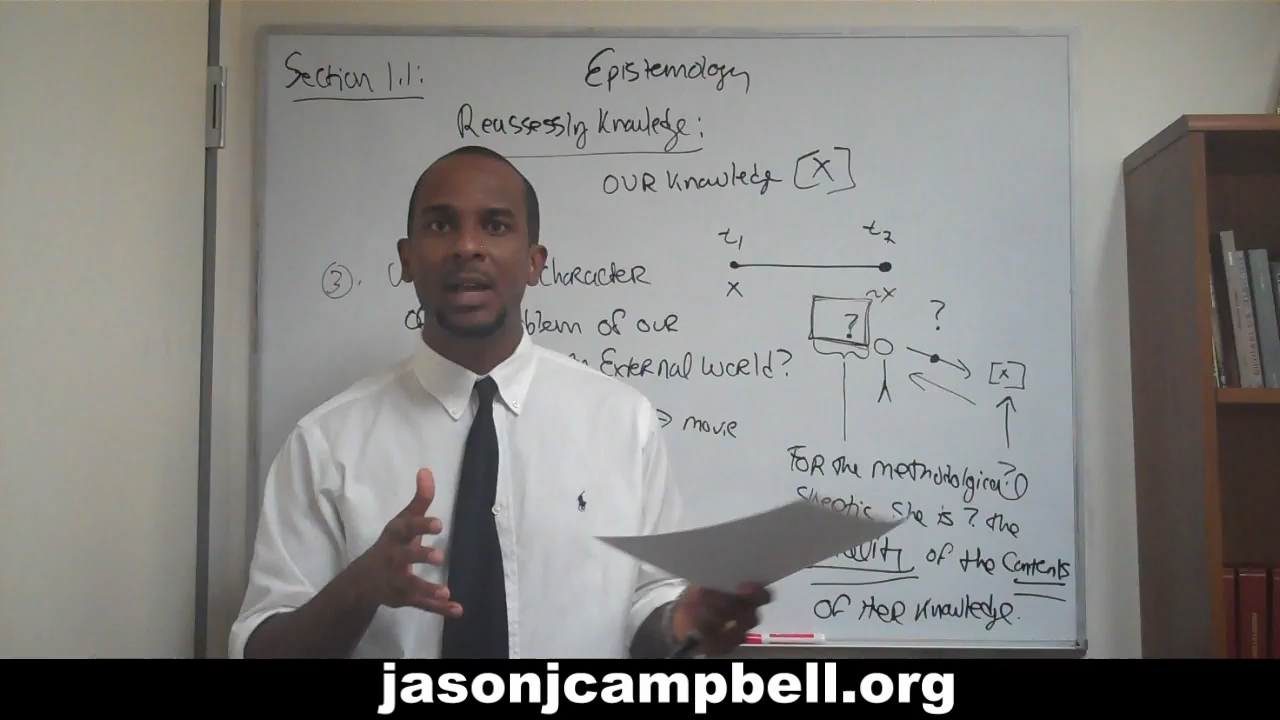 Section 1.1:
Epistemology
Reassessing Knowledge:
OUR Knowledge [X]
t1
t2
X
~X
3. CHARACTER
OF OUR
External World?
=> movie
?
?
[X]
For the methodological ?
Skeptic she is ? the
of the Contents
of Her Knowledge.
jasonjcampbell.org